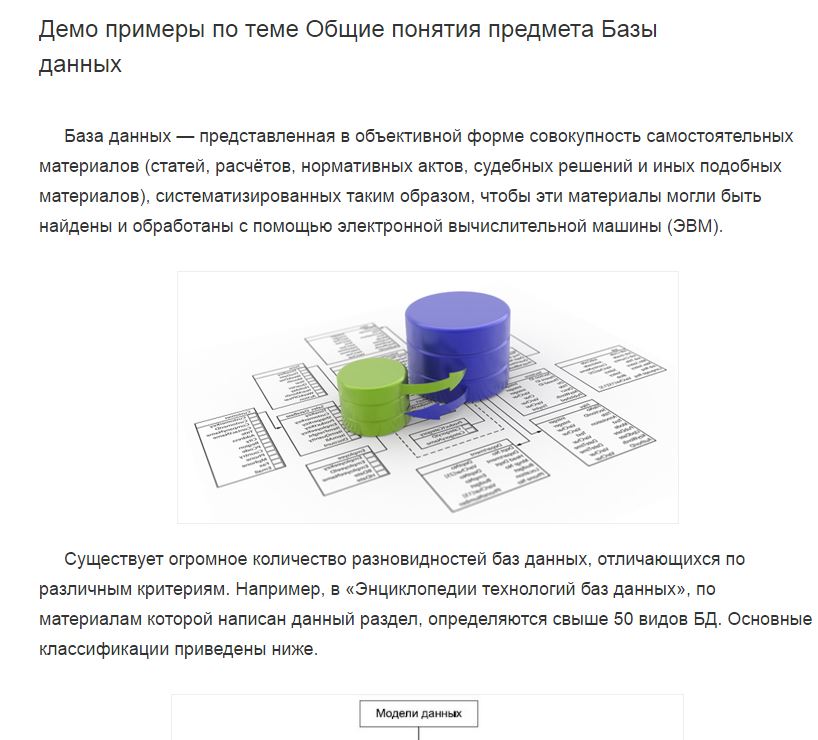 Демо примеры по теме Общие понятия предмета Базы
данных
База данных — представленная в объективной форме совокупность самостоятельных
материалов (статей, расчётов, нормативных актов, судебных решений и иных подобных
материалов), систематизированных таким образом, чтобы эти материалы могли быть
найдены и обработаны с помощью электронной вычислительной машины (ЭВМ).
Существует огромное количество разновидностей баз данных, отличающихся по
различным критериям. Например, в «Энциклопедии технологий баз данных», по
материалам которой написан данный раздел, определяются свыше 50 видов БД. Основные
классификации приведены ниже.
Модели данных